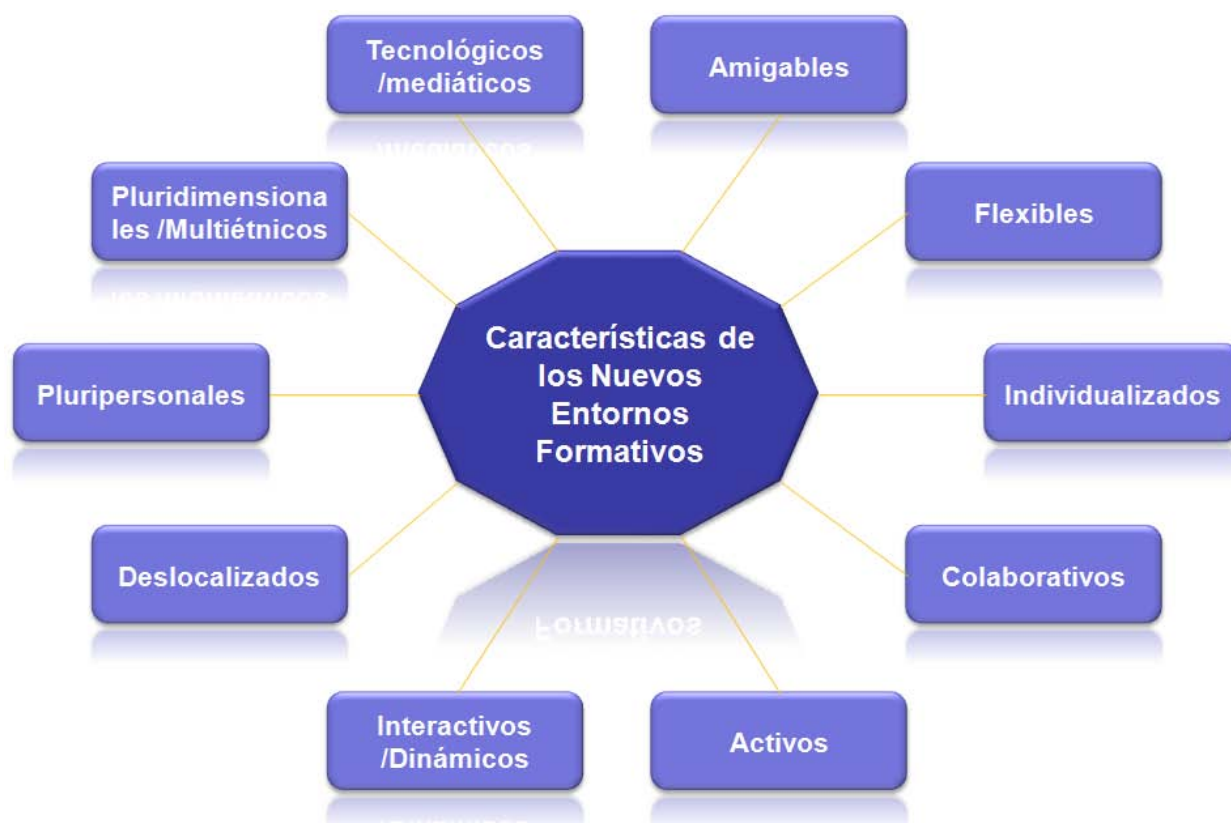 Tecnológicos
/mediáticos
Amigables
Pluridimensiona
les /Multiétnicos
Flexibles
Características de
los Nuevos
Entornos
Formativos
Pluripersonales
Individualizados
Deslocalizados
Colaborativos
Interactivos
/Dinámicos
Activos